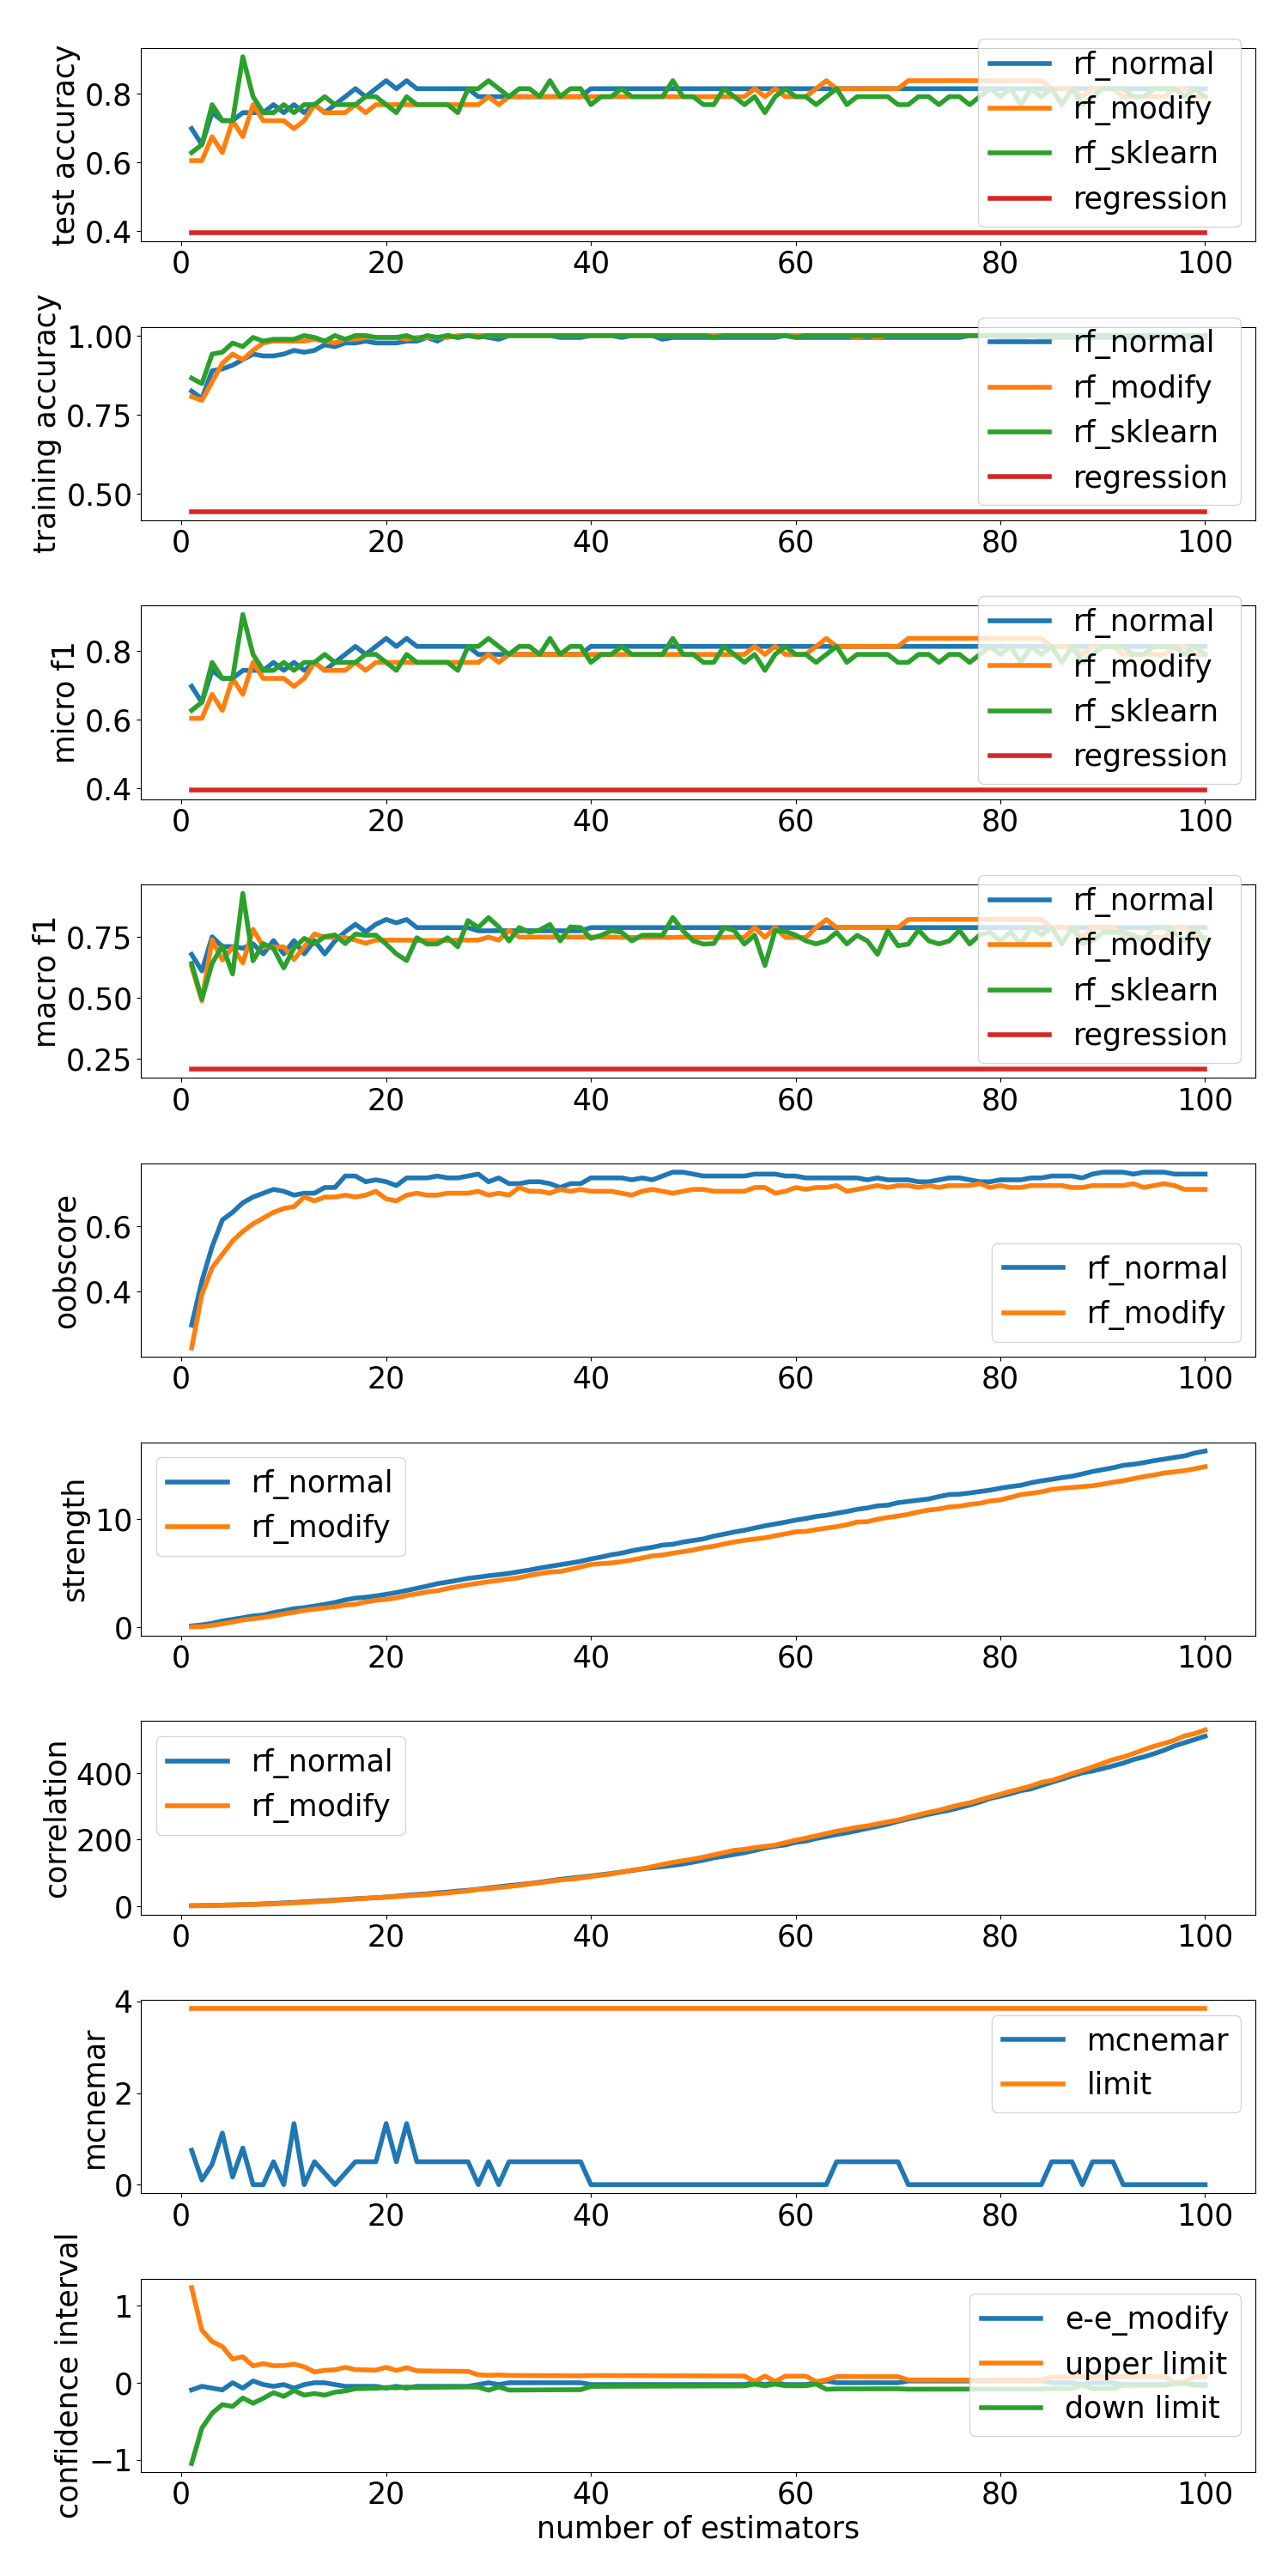 test accuracy
0.8
0.6
0.4
0 20 40 60 80 100
rf_normal
rf_modify
rf_sklearn
regression
training accuracy
1.00
0.75
0.50
0 20 40 60 80 100
rf_normal
rf_modify
rf_sklearn
regression
micro f1
0.8
0.6
0.4
0 20 40 60 80 100
rf_normal
rf_modify
rf_sklearn
regression
macro f1
0.75
0.50
0.25
0 20 40 60 80 100
rf_normal
rf_modify
rf_sklearn
regression
oobscore
0.6
0.4
0 20 40 60 80 100
rf_normal
rf_modify
strength
10
0
0 20 40 60 80 100
rf_normal
rf_modify
correlation
400
200
0
0 20 40 60 80 100
rf_normal
rf_modify
mcnemar
4
2
0
0 20 40 60 80 100
mcnemar
limit
confidence interval
1
0
−1
0 20 40 60 80 100
e-e_modify
upper limit
down limit
number of estimators